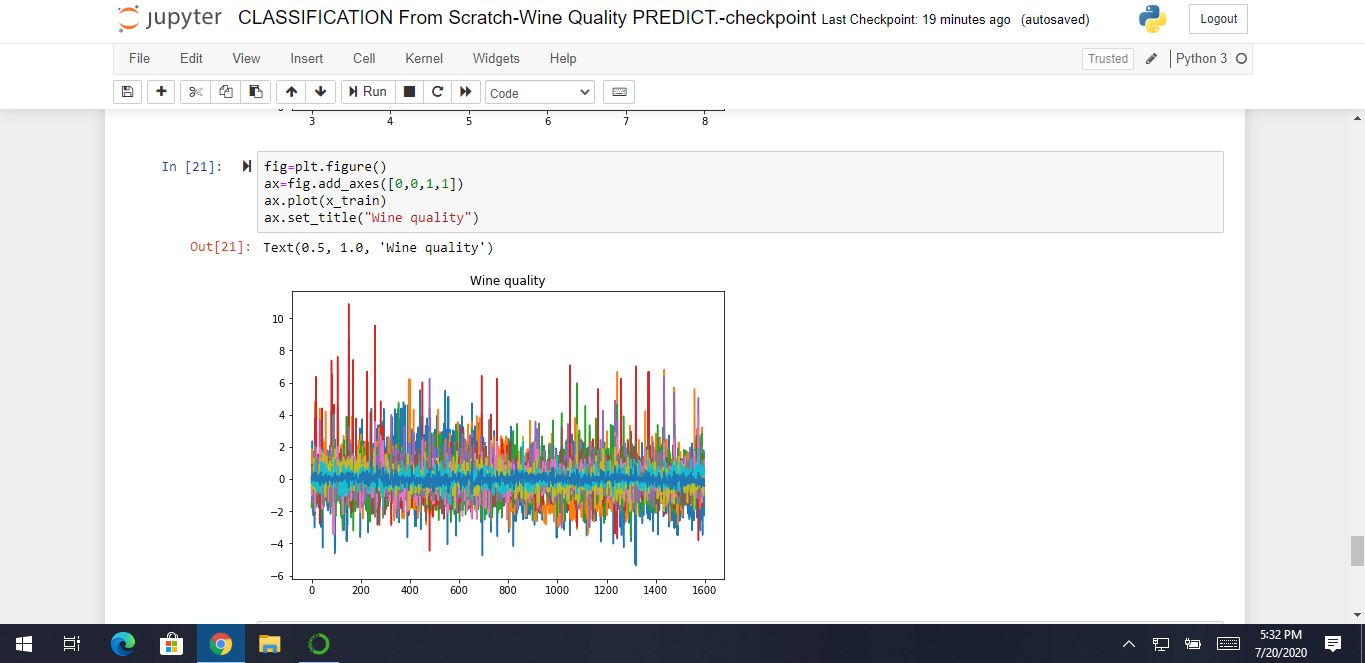 jupyter CLASSIFICATION From Scratch-Wine Quality PREDICT.-checkpoint Last Checkpoint: 19 minutes ago (autosaved) Logout
File Edit View Insert Cell Kernel Widgets Help Trusted Python 3 O
Run Code
3 4 5 6 7 8
In [21]: fig=plt.figure()
ax=fig.add_axes([0,0,1,1])
ax.plot(x_train)
ax.set_title("Wine quality")
Out[21]: Text(0.5, 1.0, 'Wine quality')
Wine quality
10
8
6
4
2
0
−2
−4
−6
0 200 400 600 800 1000 1200 1400 1600
5:32 PM
7/20/2020